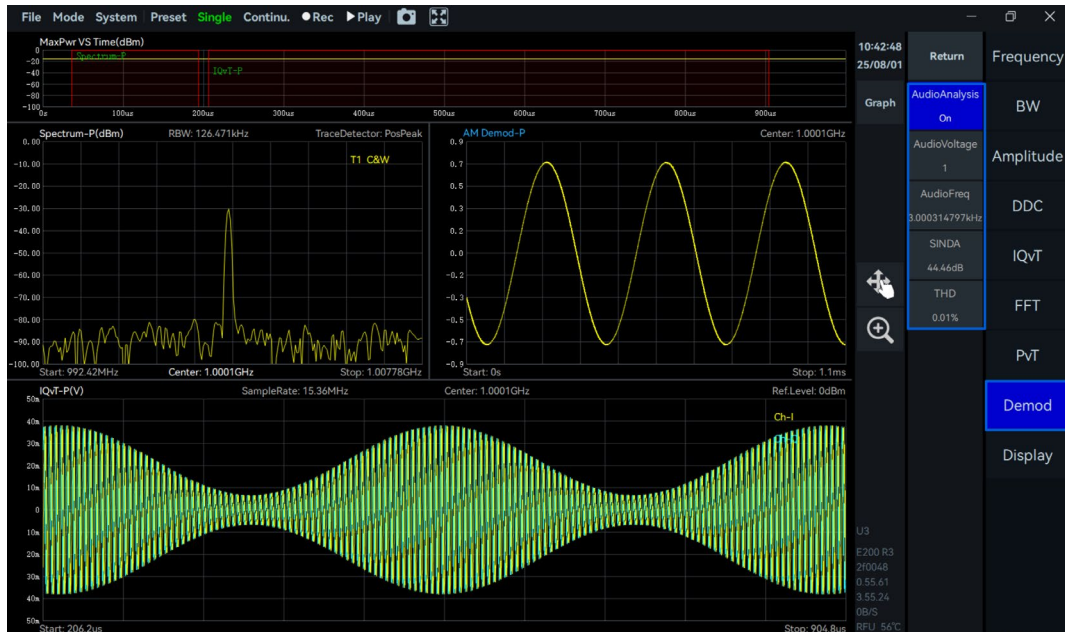 File Mode System Preset Single Continu. Rec Play
MaxPwr VS Time(dBm)
0
-20
-40
-60
-80
-100
Spectrum-P
IQvT-P
0s 100us 200us 300us 400us 500us 600us 700us 800us 900us
Spectrum-P(dBm) RBW: 126.471kHz TraceDetector: PosPeak
T1 C&W
0.00
-10.00
-20.00
-30.00
-40.00
-50.00
-60.00
-70.00
-80.00
-90.00
-100.00
Start: 992.42MHz Center: 1.0001GHz Stop: 1.00778GHz
AM Demod-P Center: 1.0001GHz
0.9
0.7
0.5
0.3
0.2
0.0
-0.2
-0.3
-0.5
-0.7
-0.9
Start: 0s Stop: 1.1ms
IQvT-P(V) SampleRate: 15.36MHz Center: 1.0001GHz Ref.Level: 0dBm
Ch-I
50m
40m
30m
20m
10m
0
10m
20m
30m
40m
50m
Start: 206.2us Stop: 904.8us
10:42:48
25/08/01
Graph
U3
E200 R3
2f0048
0.55.61
3.55.24
0B/S
RFU 56°C
Return
AudioAnalysis
On
AudioVoltage
1
AudioFreq
3.000314797kHz
SINDA
44.46dB
THD
0.01%
Frequency
BW
Amplitude
DDC
IQvT
FFT
PvT
Demod
Display